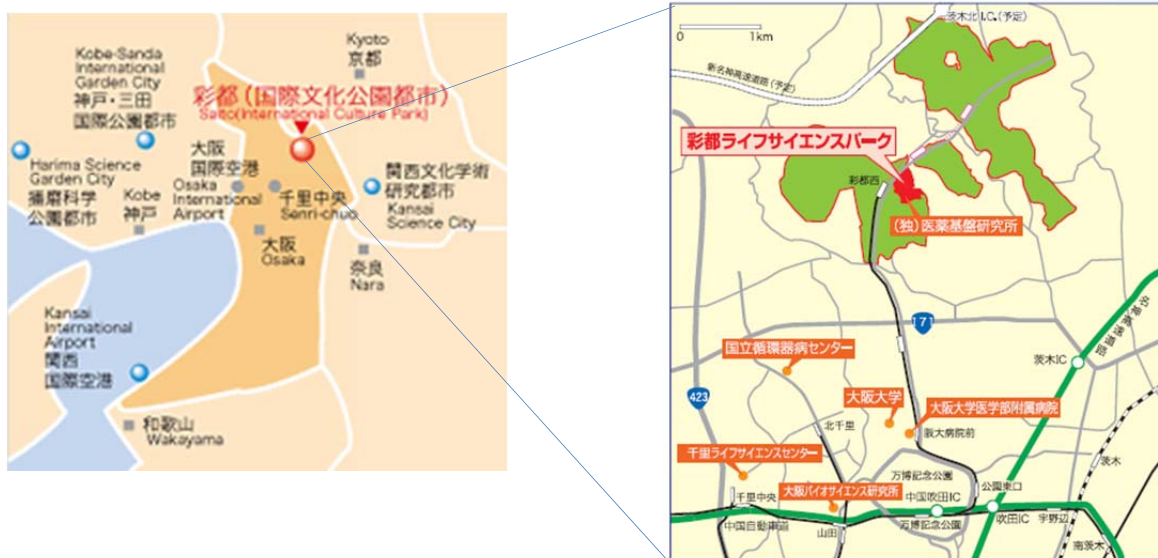 Kyoto
京都
Kobe-Sanda
International
Garden City
神戸・三田
国際公園都市
彩都(国際文化公園都市)
Saito(International Culture Park)
Harima Science
Garden City
播磨科学
公園都市
Kobe
神戸
大阪
国際空港
Osaka
International
Airport
千里中央
Senri-chuo
関西文化学術
研究都市
Kansai
Science City
大阪
Osaka
奈良
Nara
Kansai
International
Airport
関西
国際空港
和歌山
Wakayama
0 1km
茨木北I.C.(予定)
新名神高速道路(予定)
彩都ライフサイエンスパーク
彩都西
(独)医薬基盤研究所
171
名神高速道路
国立循環器病センター
茨木IC
423
大阪大学
大阪大学医学部附属病院
北千里
阪大病院前
千里ライフサイエンスセンター
万博記念公園
茨木
千里中央
大阪バイオサイエンス研究所
中国吹田IC
公園東口
中国自動車道
山田
万博記念公園
吹田IC
宇野辺
南茨木